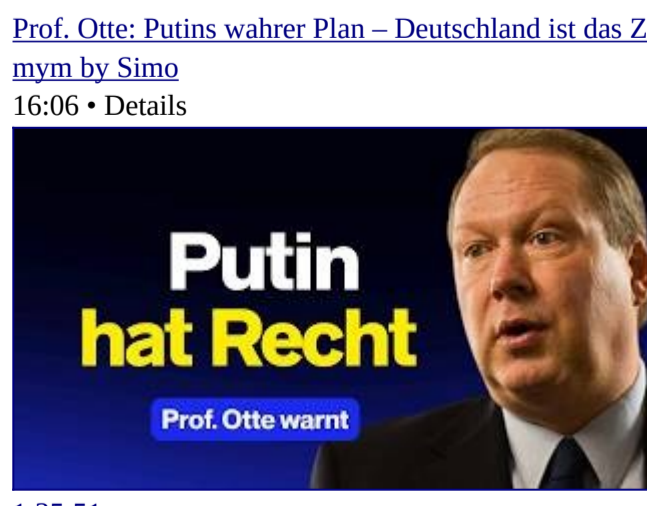 Prof. Otte: Putins wahrer Plan – Deutschland ist das Z
mym by Simo
16:06 • Details
Putin
hat Recht
Prof. Otte warnt